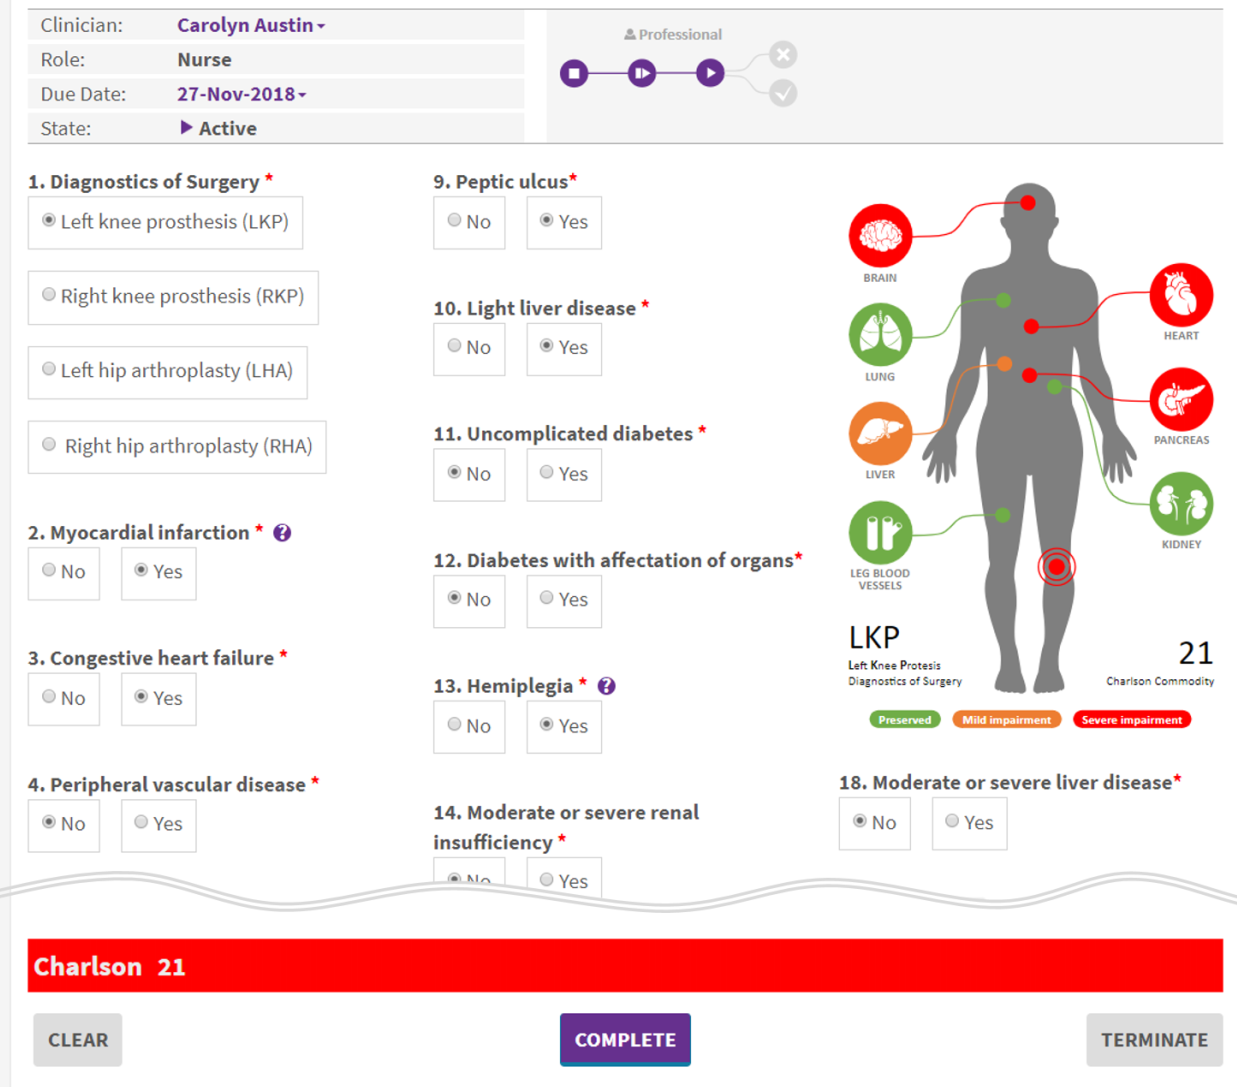 Clinician: Carolyn Austin
Role: Nurse
Due Date: 27-Nov-2018
State: Active
Professional
1. Diagnostics of Surgery *
Left knee prosthesis (LKP)
Right knee prosthesis (RKP)
Left hip arthroplasty (LHA)
Right hip arthroplasty (RHA)
2. Myocardial infarction * ?
No Yes
3. Congestive heart failure *
No Yes
4. Peripheral vascular disease *
No Yes
9. Peptic ulcus*
No Yes
10. Light liver disease *
No Yes
11. Uncomplicated diabetes *
No Yes
12. Diabetes with affectation of organs*
No Yes
13. Hemiplegia * ?
No Yes
14. Moderate or severe renal
insufficiency *
No Yes
BRAIN
LUNG
LIVER
LEG BLOOD
VESSELS
HEART
PANCREAS
KIDNEY
LKP
Left Knee Protesis
Diagnostics of Surgery
21
Charlson Commodity
Preserved Mild impairment Severe impairment
18. Moderate or severe liver disease*
No Yes
Charlson 21
CLEAR COMPLETE TERMINATE